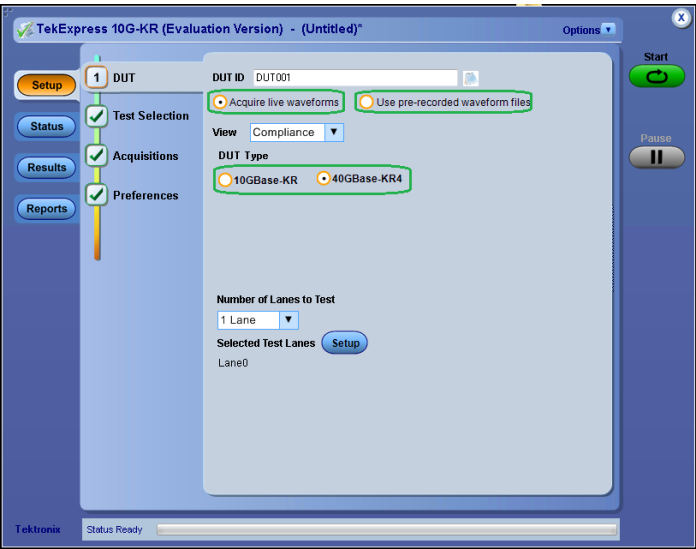 TekExpress 10G-KR (Evaluation Version) - (Untitled)*
Options
x
Start
Setup
Status
Results
Reports
1 DUT
Test Selection
Acquisitions
Preferences
DUT ID DUT001
Acquire live waveforms Use pre-recorded waveform files
View Compliance
DUT Type
10GBase-KR 40GBase-KR4
Number of Lanes to Test
1 Lane
Selected Test Lanes Setup
Lane0
Pause
Tektronix Status Ready